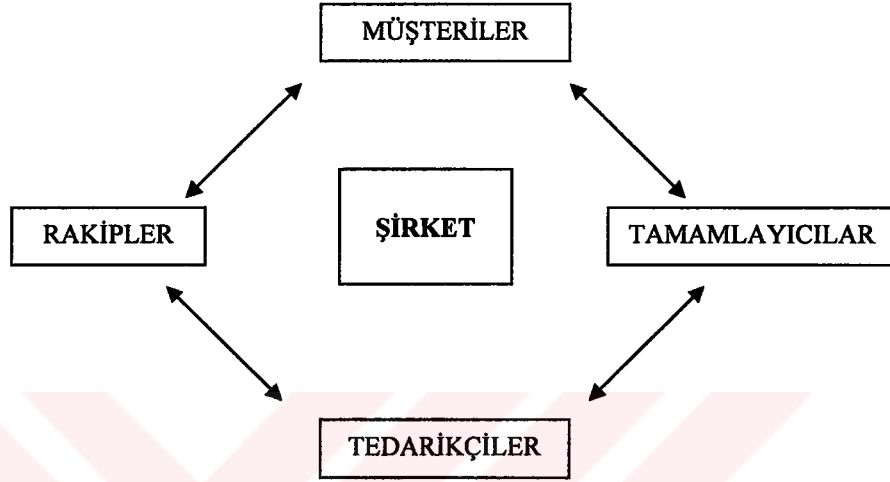 MÜŞTERİLER
RAKİPLER
ŞİRKET
TAMAMLAYICILAR
TEDARİKÇİLER